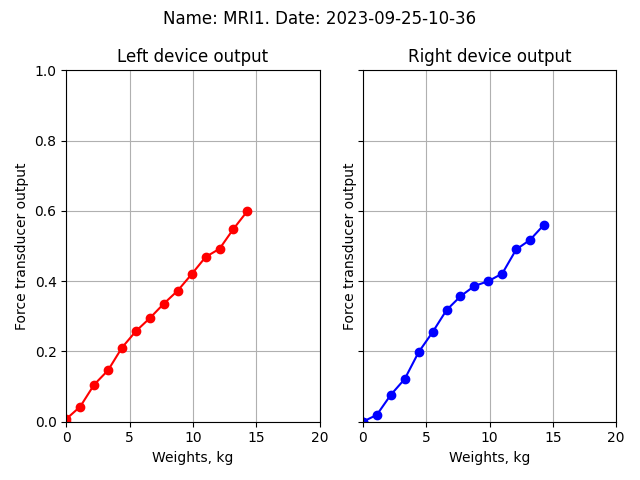 Name: MRI1. Date: 2023-09-25-10-36
Left device output
Right device output
1.0
0.8
0.6
0.4
0.2
0.0
Force transducer output
Force transducer output
0 5 10 15 20
0 5 10 15 20
Weights, kg
Weights, kg